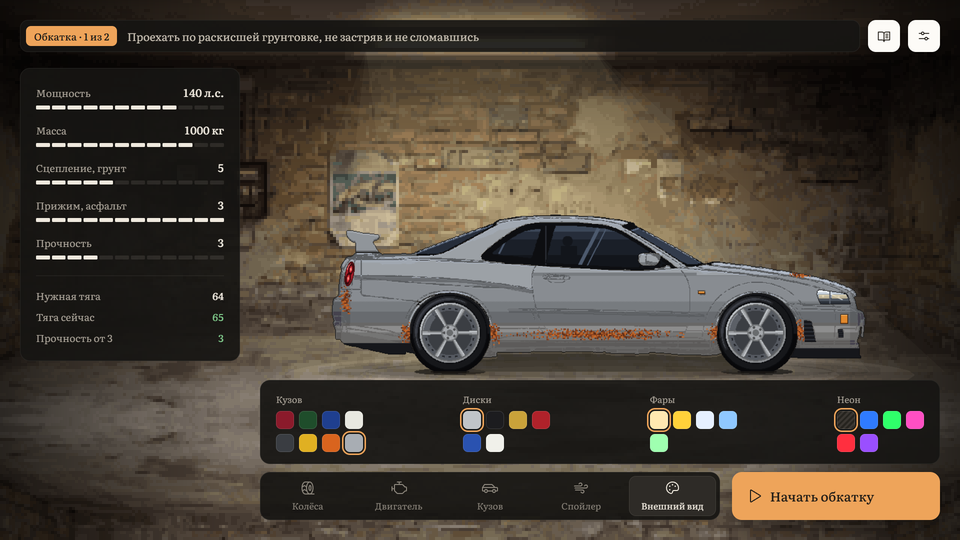 Обкатка · 1 из 2
Проехать по раскисшей грунтовке, не застряв и не сломавшись
Мощность 140 л.с.
Масса 1000 кг
Сцепление, грунт 5
Прижим, асфальт 3
Прочность 3
Нужная тяга 64
Тяга сейчас 65
Прочность от 3 3
Кузов
Диски
Фары
Неон
Колёса
Двигатель
Кузов
Спойлер
Внешний вид
Начать обкатку